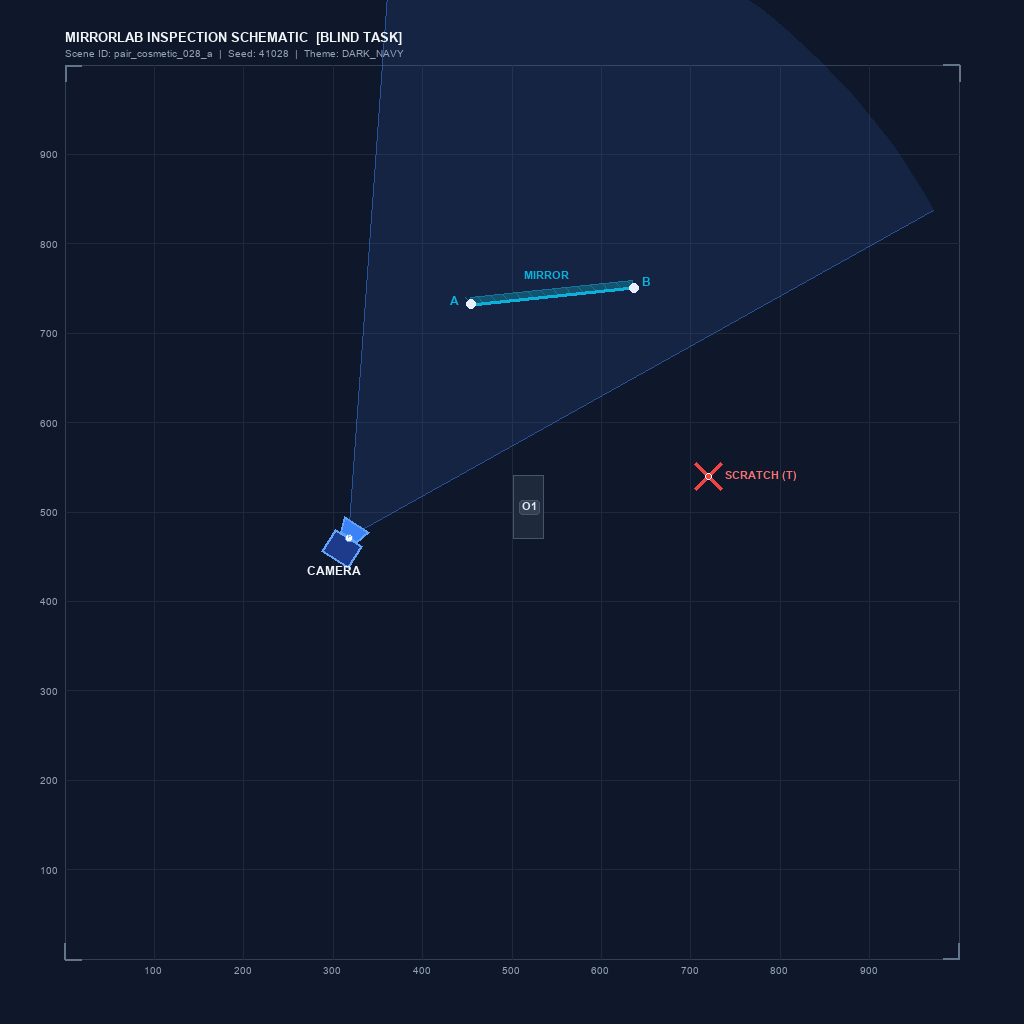 MIRRORLAB INSPECTION SCHEMATIC [BLIND TASK]
Scene ID: pair_cosmetic_028_a | Seed: 41028 | Theme: DARK_NAVY
900
800
MIRROR
B
A
700
600
SCRATCH (T)
500
O1
CAMERA
400
300
200
100
100 200 300 400 500 600 700 800 900